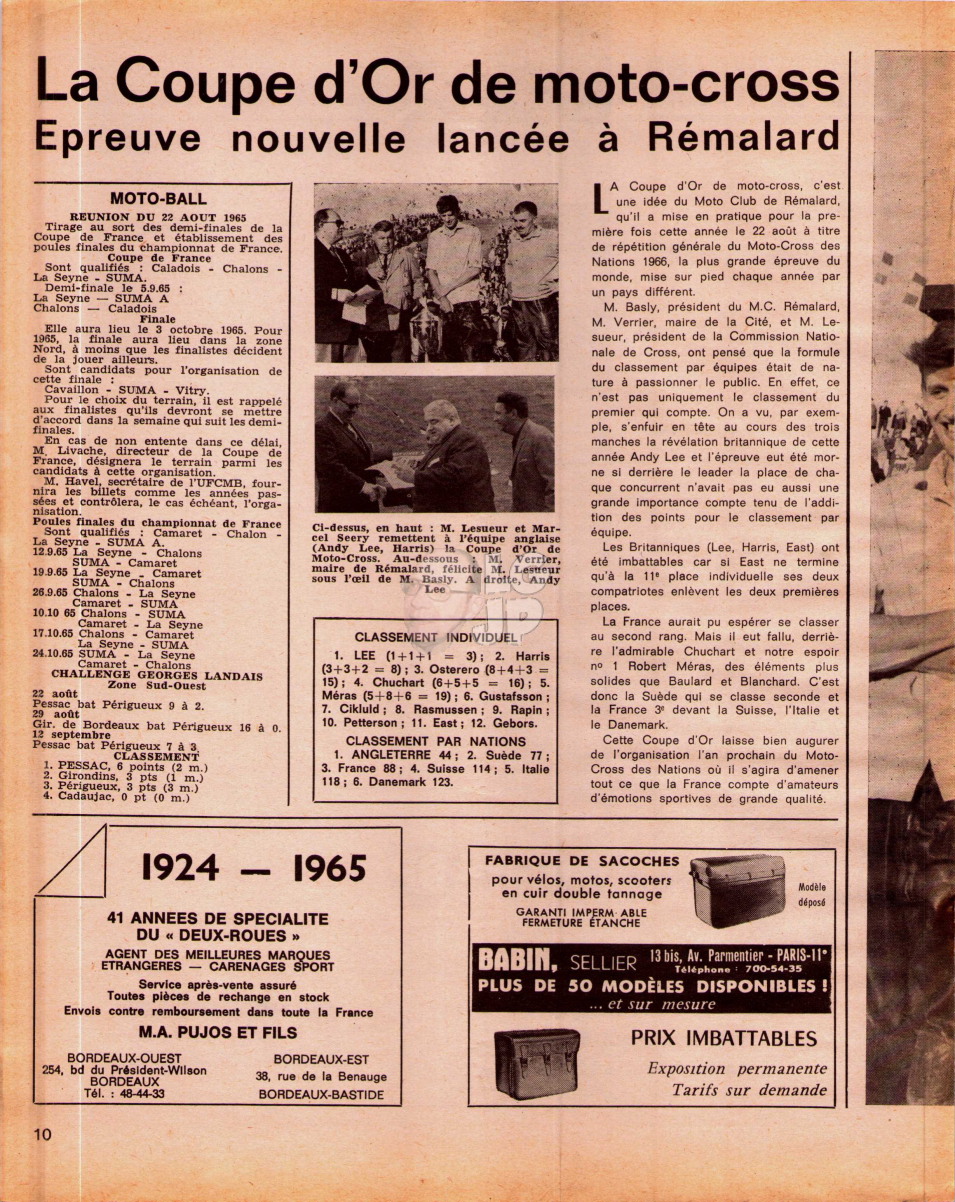 La Coupe d'Or de moto-cross
Epreuve nouvelle lancée à Rémalard
MOTO-BALL
REUNION DU 22 AOUT 1965
Tirage au sort des demi-finales de la
Coupe de France et établissement des
poules finales du championnat de France.
Coupe de France
Sont qualifiés : Caladois - Chalons -
La Seyne - SUMA.
Demi-finale le 5.9.65 :
La Seyne — SUMA A
Chalons — Caladois
Finale
Elle aura lieu le 3 octobre 1965. Pour
1965, la finale aura lieu dans la zone
Nord, à moins que les finalistes décident
de la jouer ailleurs.
Sont candidats pour l'organisation de
cette finale :
Cavaillon - SUMA - Vitry.
Pour le choix du terrain, il est rappelé
aux finalistes qu'ils devront se mettre
d'accord dans la semaine qui suit les demi-
finales.
En cas de non entente dans ce délai,
M. Livache, directeur de la Coupe de
France, désignera le terrain parmi les
candidats à cette organisation.
M. Havel, secrétaire de l'UFCMB, four-
nira les billets comme les années pas-
sées et contrôlera, le cas échéant, l'orga-
nisation.
Poules finales du championnat de France
Sont qualifiés : Camaret - Chalon -
La Seyne - SUMA A.
12.9.65 La Seyne - Chalons
SUMA - Camaret
19.9.65 La Seyne - Camaret
SUMA - Chalons
26.9.65 Chalons - La Seyne
Camaret - SUMA
10.10 65 Chalons - SUMA
Camaret - La Seyne
17.10.65 Chalons - Camaret
La Seyne - SUMA
24.10.65 SUMA - La Seyne
Camaret - Chalons
CHALLENGE GEORGES LANDAIS
Zone Sud-Ouest
22 août
Pessac bat Périgueux 9 à 2.
29 août
Gir. de Bordeaux bat Périgueux 16 à 0.
12 septembre
Pessac bat Périgueux 7 à 3
CLASSEMENT
1. PESSAC, 6 points (2 m.)
2. Girondins, 3 pts (1 m.)
3. Périgueux, 3 pts (3 m.)
4. Cadaujac, 0 pt (0 m.)
Ci-dessus, en haut : M. Lesueur et Mar-
cel Seery remettent à l'équipe anglaise
(Andy Lee, Harris) la Coupe d'Or de
Moto-Cross. Au-dessous : M. Verrier,
maire de Rémalard, félicite M. Lesueur
sous l'œil de M. Basly. A droite, Andy
Lee
CLASSEMENT INDIVIDUEL
1. LEE (1+1+1 = 3) ; 2. Harris
(3+3+2 = 8) ; 3. Osterero (8+4+3 =
15) ; 4. Chuchart (6+5+5 = 16) ; 5.
Méras (5+8+6 = 19) ; 6. Gustafsson ;
7. Cikluld ; 8. Rasmussen ; 9. Rapin ;
10. Petterson ; 11. East ; 12. Gebors.
CLASSEMENT PAR NATIONS
1. ANGLETERRE 44 ; 2. Suède 77 ;
3. France 88 ; 4. Suisse 114 ; 5. Italie
118 ; 6. Danemark 123.
LA Coupe d'Or de moto-cross, c'est
une idée du Moto Club de Rémalard,
qu'il a mise en pratique pour la pre-
mière fois cette année le 22 août à titre
de répétition générale du Moto-Cross des
Nations 1966, la plus grande épreuve du
monde, mise sur pied chaque année par
un pays différent.
M. Basly, président du M.C. Rémalard,
M. Verrier, maire de la Cité, et M. Le-
sueur, président de la Commission Natio-
nale de Cross, ont pensé que la formule
du classement par équipes était de na-
ture à passionner le public. En effet, ce
n'est pas uniquement le classement du
premier qui compte. On a vu, par exem-
ple, s'enfuir en tête au cours des trois
manches la révélation britannique de cette
année Andy Lee et l'épreuve eut été mor-
ne si derrière le leader la place de cha-
que concurrent n'avait pas eu aussi une
grande importance compte tenu de l'addi-
tion des points pour le classement par
équipe.
Les Britanniques (Lee, Harris, East) ont
été imbattables car si East ne termine
qu'à la 11e place individuelle ses deux
compatriotes enlèvent les deux premières
places.
La France aurait pu espérer se classer
au second rang. Mais il eut fallu, derriè-
re l'admirable Chuchart et notre espoir
no 1 Robert Méras, des éléments plus
solides que Baulard et Blanchard. C'est
donc la Suède qui se classe seconde et
la France 3e devant la Suisse, l'Italie et
le Danemark.
Cette Coupe d'Or laisse bien augurer
de l'organisation l'an prochain du Moto-
Cross des Nations où il s'agira d'amener
tout ce que la France compte d'amateurs
d'émotions sportives de grande qualité.
1924 — 1965
41 ANNEES DE SPECIALITE
DU « DEUX-ROUES »
AGENT DES MEILLEURES MARQUES
ETRANGERES — CARENAGES SPORT
Service après-vente assuré
Toutes pièces de rechange en stock
Envois contre remboursement dans toute la France
M.A. PUJOS ET FILS
BORDEAUX-OUEST
254, bd du Président-Wilson
BORDEAUX
Tél. : 48-44-33
BORDEAUX-EST
38, rue de la Benauge
BORDEAUX-BASTIDE
FABRIQUE DE SACOCHES
pour vélos, motos, scooters
en cuir double tannage
GARANTI IMPERM ABLE
FERMETURE ÉTANCHE
Modèle
déposé
BABIN, SELLIER 13 bis, Av. Parmentier - PARIS-11e
Téléphone : 700-54-35
PLUS DE 50 MODÈLES DISPONIBLES !
... et sur mesure
PRIX IMBATTABLES
Exposition permanente
Tarifs sur demande
10